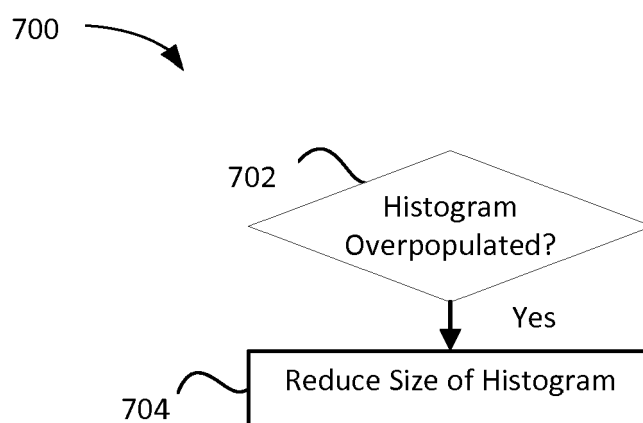 700
702
Histogram
Overpopulated?
Yes
Reduce Size of Histogram
704